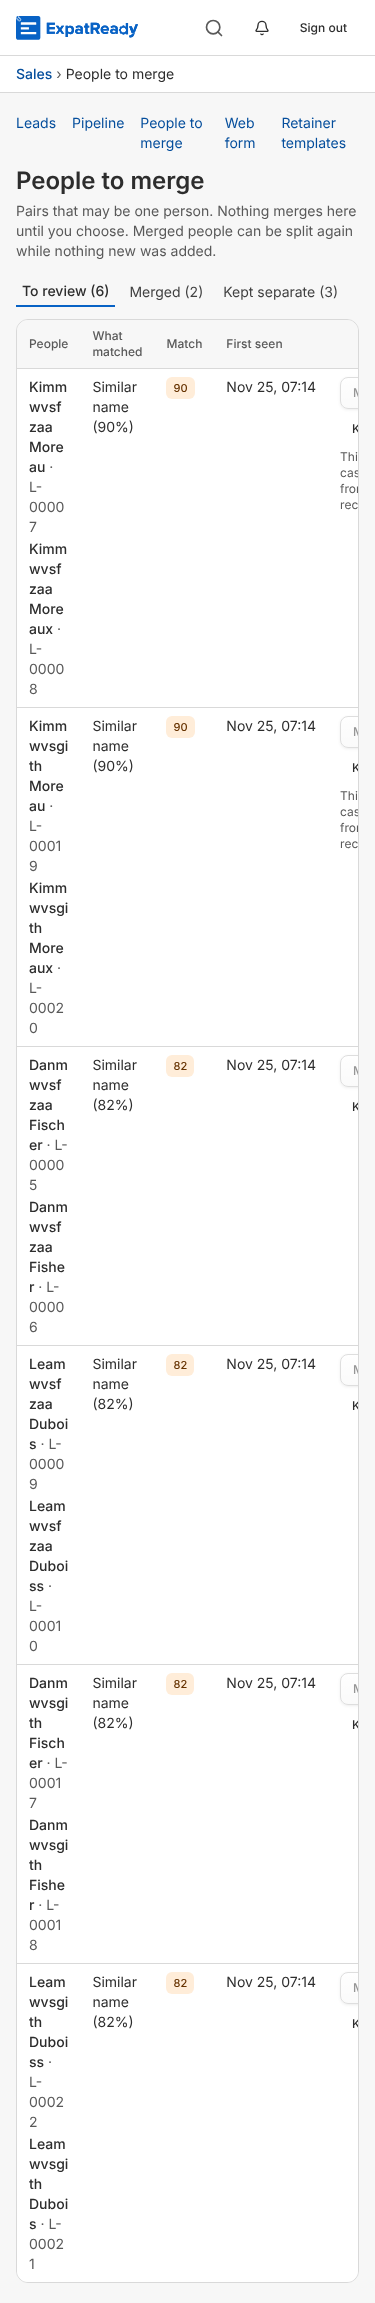 ExpatReady
Sign out
Sales › People to merge
Leads
Pipeline
People to
merge
Web
form
Retainer
templates
People to merge
Pairs that may be one person. Nothing merges here
until you choose. Merged people can be split again
while nothing new was added.
To review (6)
Merged (2)
Kept separate (3)
People
What
matched
Match
First seen
Kimm
wvsf
zaa
More
au ·
L-
0000
7
Kimm
wvsf
zaa
More
aux ·
L-
0000
8
Similar
name
(90%)
90
Nov 25, 07:14
Kimm
wvsgi
th
More
au ·
L-
0001
9
Kimm
wvsgi
th
More
aux ·
L-
0002
0
Similar
name
(90%)
90
Nov 25, 07:14
Danm
wvsf
zaa
Fisch
er · L-
0000
5
Danm
wvsf
zaa
Fishe
r · L-
0000
6
Similar
name
(82%)
82
Nov 25, 07:14
Leam
wvsf
zaa
Duboi
s · L-
0000
9
Leam
wvsf
zaa
Duboi
ss ·
L-
0001
0
Similar
name
(82%)
82
Nov 25, 07:14
Danm
wvsgi
th
Fisch
er · L-
0001
7
Danm
wvsgi
th
Fishe
r · L-
0001
8
Similar
name
(82%)
82
Nov 25, 07:14
Leam
wvsgi
th
Duboi
ss ·
L-
0002
2
Leam
wvsgi
th
Duboi
s · L-
0002
1
Similar
name
(82%)
82
Nov 25, 07:14